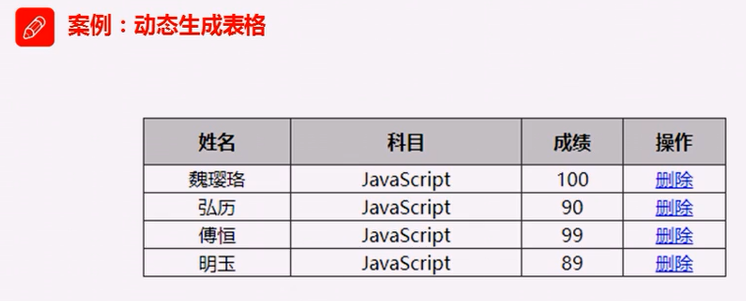 案例：动态生成表格
姓名 科目 成绩 操作
魏璎珞 JavaScript 100 删除
弘历 JavaScript 90 删除
傅恒 JavaScript 99 删除
明玉 JavaScript 89 删除